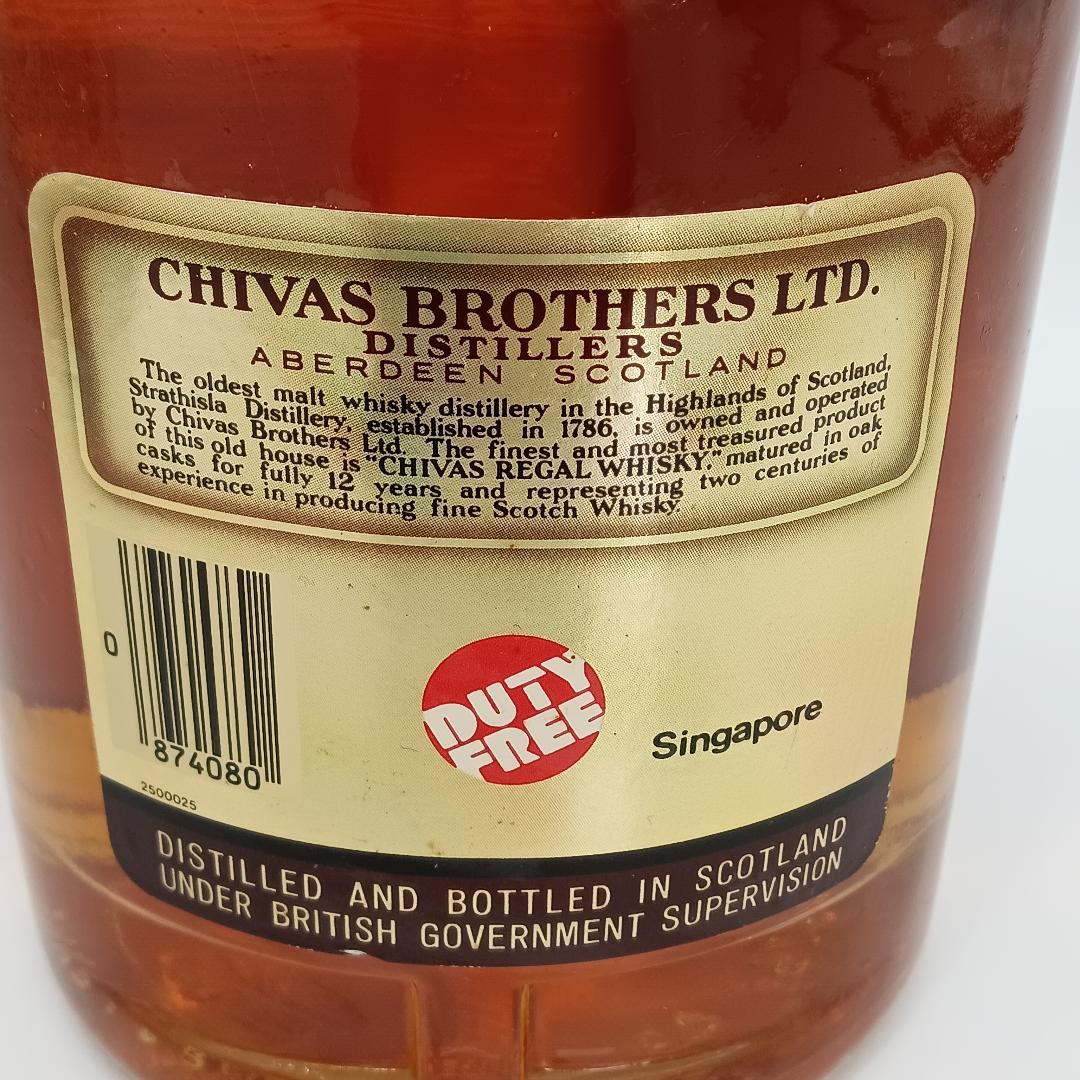 CHIVAS BROTHERS LTD.
DISTILLERS
ABERDEEN SCOTLAND
The oldest malt whisky distillery in the Highlands of Scotland,
Strathisla Distillery, established in 1786, is owned and operated
by Chivas Brothers Ltd. The finest and most treasured product
of this old house is "CHIVAS REGAL WHISKY," matured in oak
casks for fully 12 years and representing two centuries of
experience in producing fine Scotch Whisky.
0
874080
2500025
DUTY
FREE
Singapore
DISTILLED AND BOTTLED IN SCOTLAND
UNDER BRITISH GOVERNMENT SUPERVISION